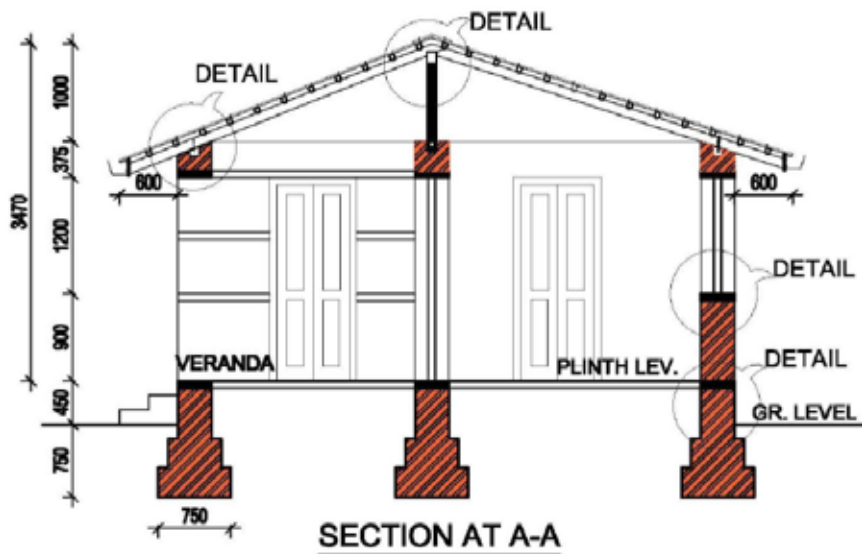 DETAIL
DETAIL
1000
375
600
600
3470
1200
DETAIL
900
VERANDA
PLINTH LEV.
DETAIL
450
GR. LEVEL
750
750
SECTION AT A-A